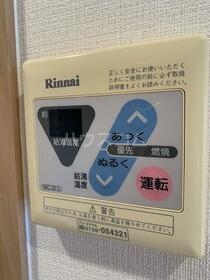 Rinnai
正しく安全にお使いいただく
ためにご使用の前に必ず取扱
説明書をよくお読みください。
給湯温度
あつく
優先
燃焼
ぬるく
給湯
温度
運転
警告
0120-054321